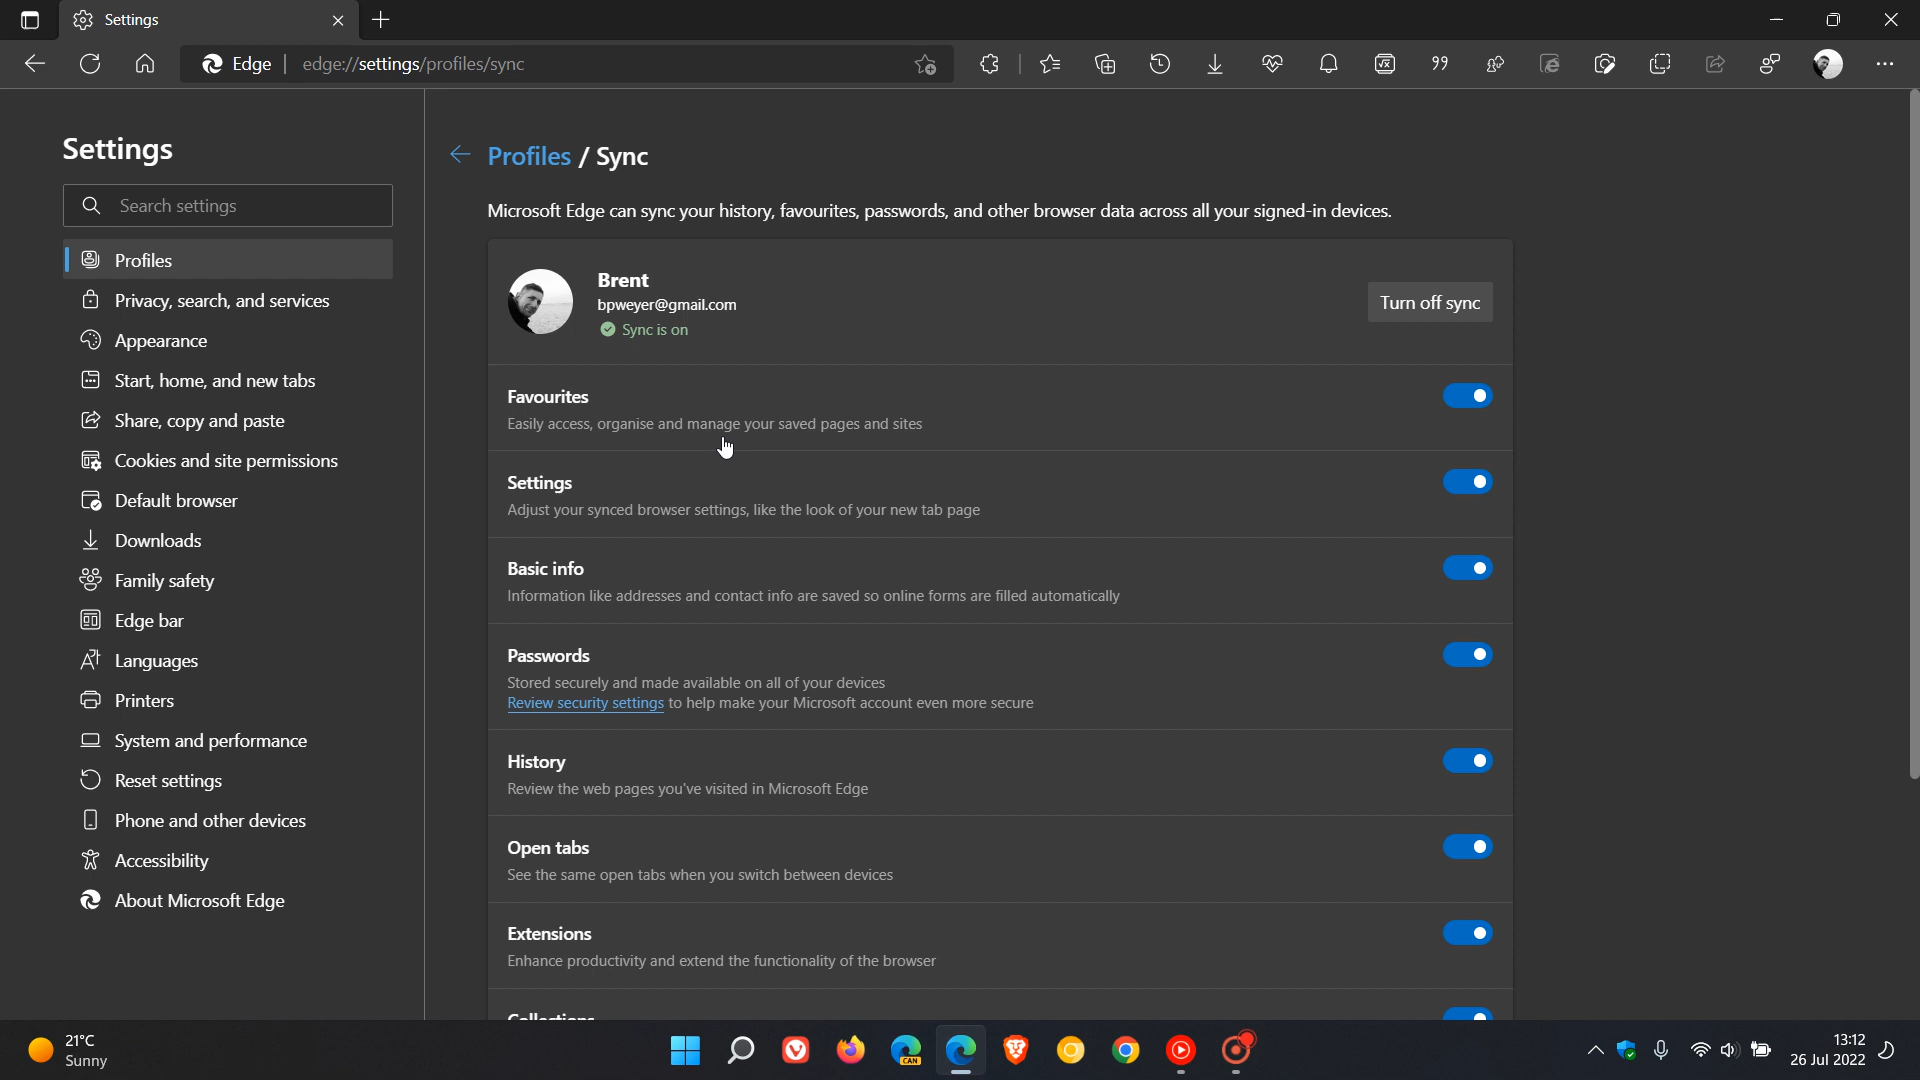 Settings
Edge
edge://settings/profiles/sync
Settings
Search settings
Profiles
Privacy, search, and services
Appearance
Start, home, and new tabs
Share, copy and paste
Cookies and site permissions
Default browser
Downloads
Family safety
Edge bar
Languages
Printers
System and performance
Reset settings
Phone and other devices
Accessibility
About Microsoft Edge
Profiles / Sync
Microsoft Edge can sync your history, favourites, passwords, and other browser data across all your signed-in devices.
Brent
bpweyer@gmail.com
Sync is on
Turn off sync
Favourites
Easily access, organise and manage your saved pages and sites
Settings
Adjust your synced browser settings, like the look of your new tab page
Basic info
Information like addresses and contact info are saved so online forms are filled automatically
Passwords
Stored securely and made available on all of your devices
Review security settings to help make your Microsoft account even more secure
History
Review the web pages you've visited in Microsoft Edge
Open tabs
See the same open tabs when you switch between devices
Extensions
Enhance productivity and extend the functionality of the browser
Collections
21°C
Sunny
CAN
13:12
26 Jul 2022